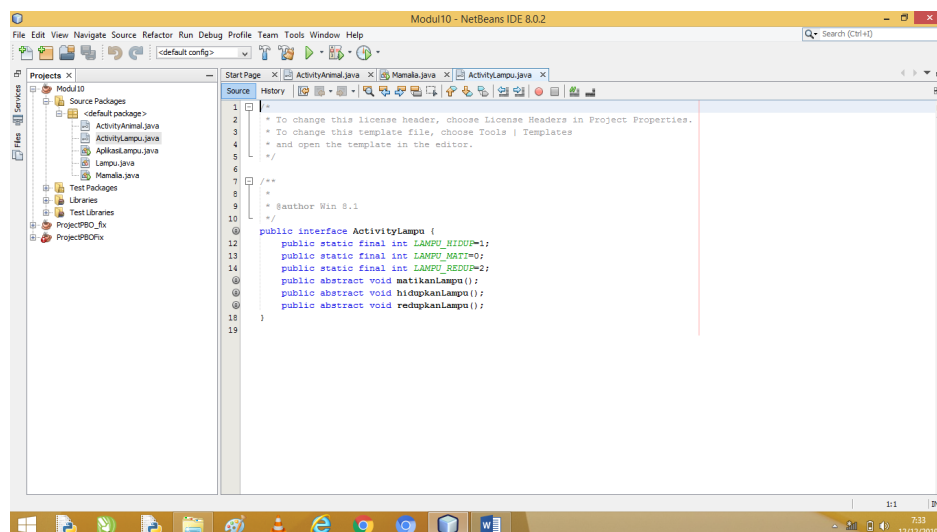 Modul10 - NetBeans IDE 8.0.2
File Edit View Navigate Source Refactor Run Debug Profile Team Tools Window Help
Search (Ctrl+I)
<default config>
Projects
Start Page
ActivityAnimal.java
Mamalia.java
ActivityLampu.java
Services
Files
Modul10
Source Packages
<default package>
ActivityAnimal.java
ActivityLampu.java
AplikasiLampu.java
Lampu.java
Mamalia.java
Test Packages
Libraries
Test Libraries
ProjectPBO_fix
ProjectPBOFix
Source History
1 /*
2 * To change this license header, choose License Headers in Project Properties.
3 * To change this template file, choose Tools | Templates
4 * and open the template in the editor.
5 */
6
7 /**
8 *
9 * @author Win 8.1
10 */
public interface ActivityLampu {
12 public static final int LAMPU_HIDUP=1;
13 public static final int LAMPU_MATI=0;
14 public static final int LAMPU_REDUP=2;
public abstract void matikanLampu();
public abstract void hidupkanLampu();
public abstract void redupkanLampu();
18 }
19
1:1
7:33